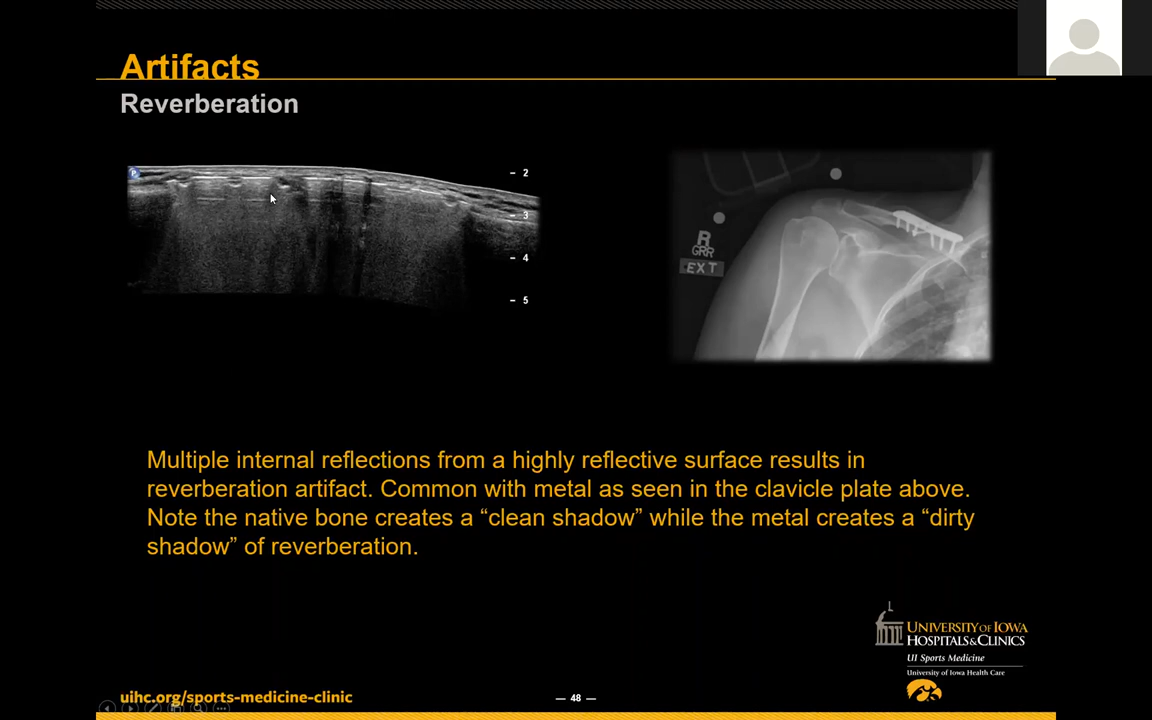 Artifacts
Reverberation
P
2
3
4
5
R
GRR
EXT
Multiple internal reflections from a highly reflective surface results in
reverberation artifact. Common with metal as seen in the clavicle plate above.
Note the native bone creates a “clean shadow” while the metal creates a “dirty
shadow” of reverberation.
UNIVERSITY OF IOWA
HOSPITALS & CLINICS
UI Sports Medicine
University of Iowa Health Care
uihc.org/sports-medicine-clinic
— 48 —